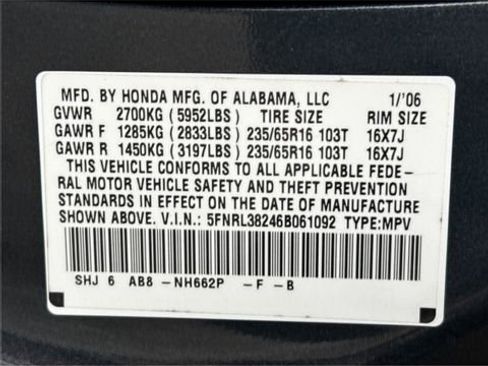 MFD. BY HONDA MFG. OF ALABAMA, LLC 1/'06
GVWR 2700KG (5952LBS) TIRE SIZE RIM SIZE
GAWR F 1285KG (2833LBS) 235/65R16 103T 16X7J
GAWR R 1450KG (3197LBS) 235/65R16 103T 16X7J
THIS VEHICLE CONFORMS TO ALL APPLICABLE FEDE-
RAL MOTOR VEHICLE SAFETY AND THEFT PREVENTION
STANDARDS IN EFFECT ON THE DATE OF MANUFACTURE
SHOWN ABOVE. V.I.N.: 5FNRL38246B061092 TYPE:MPV
SHJ 6 AB8 -NH662P -F -B